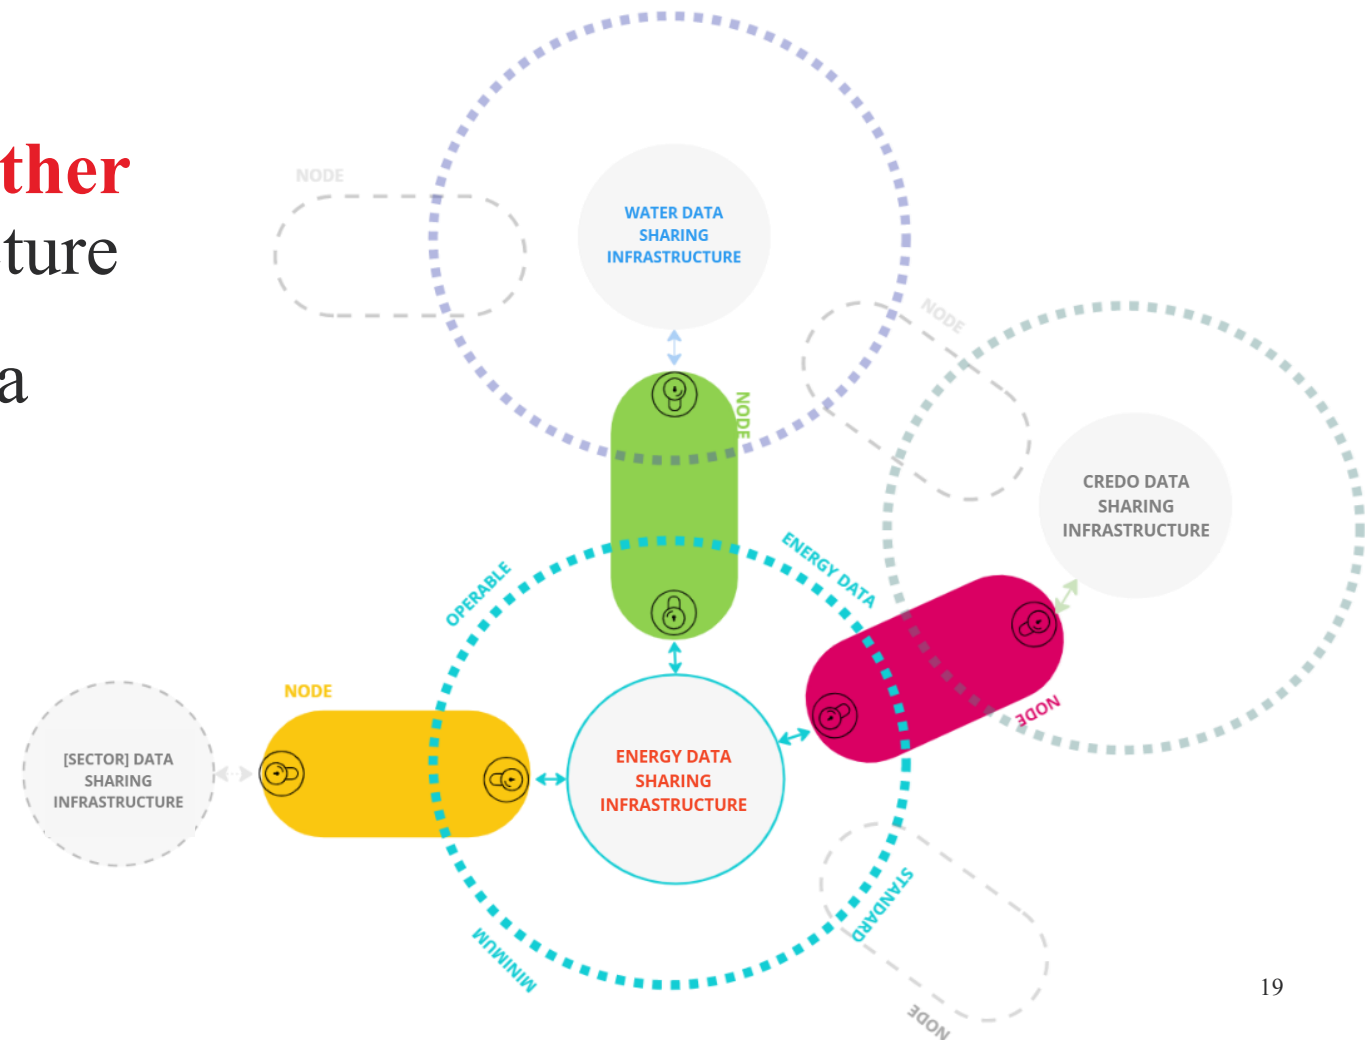 ther
ture
a
NODE
WATER DATA
SHARING
INFRASTRUCTURE
NODE
NODE
CREDO DATA
SHARING
INFRASTRUCTURE
OPERABLE
ENERGY DATA
NODE
NODE
[SECTOR] DATA
SHARING
INFRASTRUCTURE
ENERGY DATA
SHARING
INFRASTRUCTURE
STANDARD
MINIMUM
NODE
19